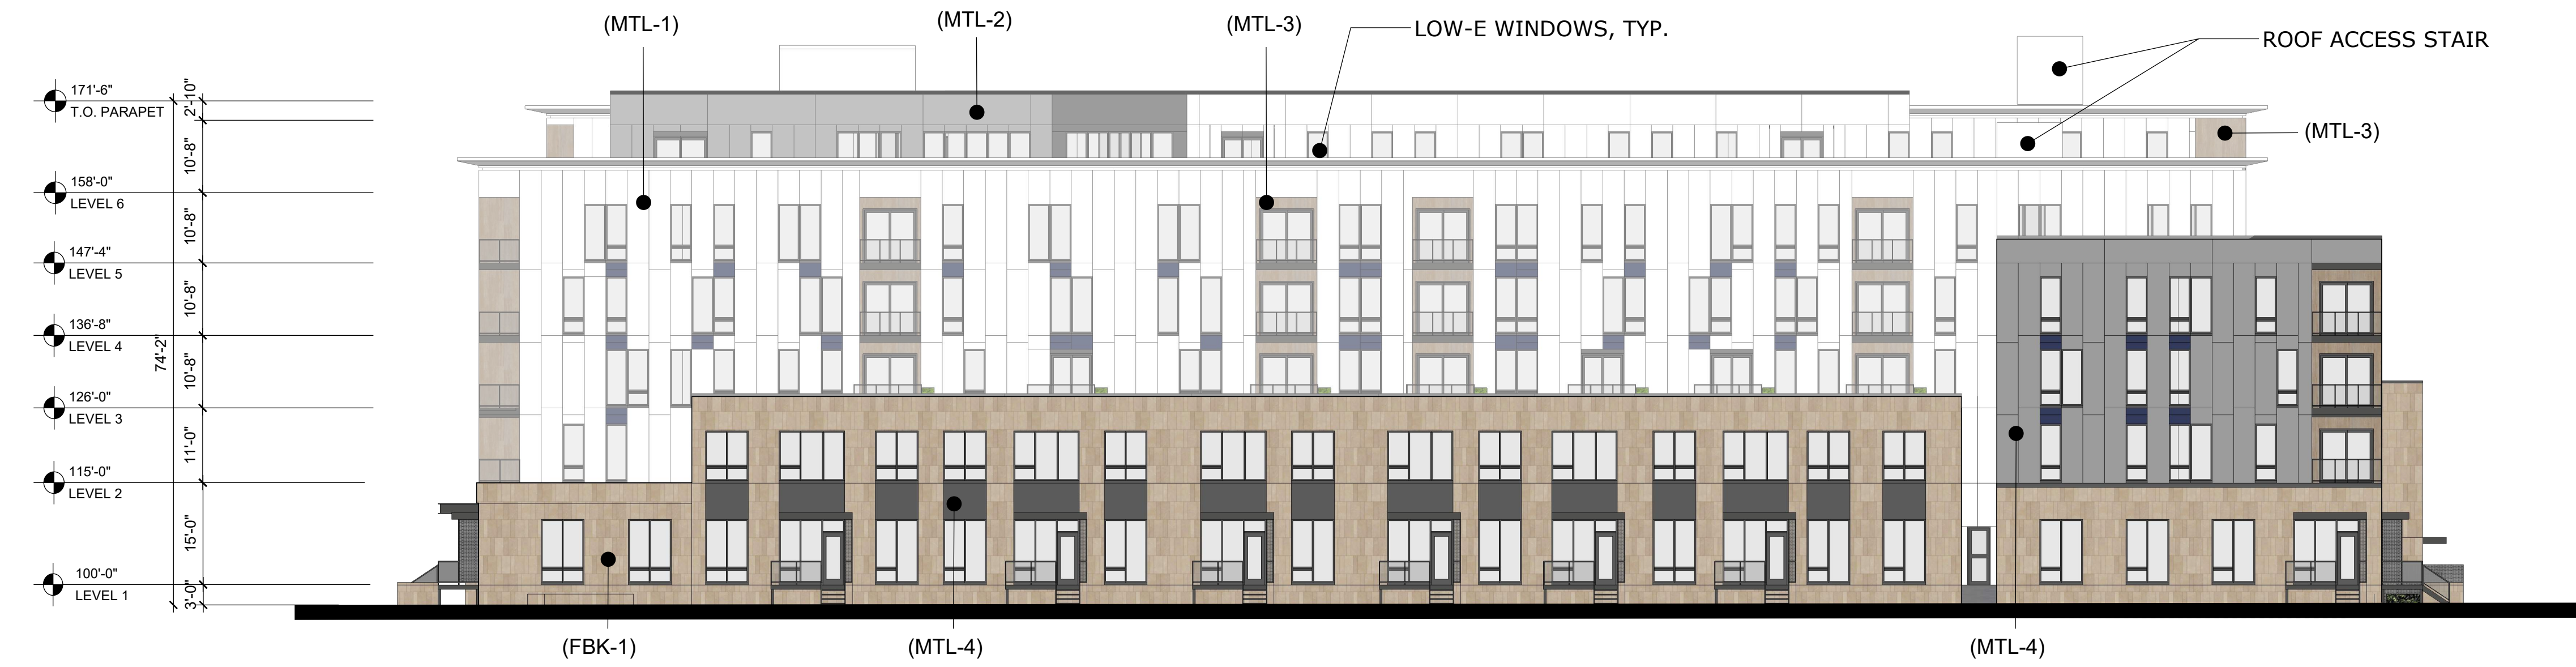 (MTL-1)
(MTL-2)
(MTL-3)
LOW-E WINDOWS, TYP.
ROOF ACCESS STAIR
171'-6"
T.O. PARAPET
2'-10"
(MTL-3)
10'-8"
158'-0"
LEVEL 6
10'-8"
147'-4"
LEVEL 5
10'-8"
136'-8"
LEVEL 4
74'-2"
10'-8"
126'-0"
LEVEL 3
11'-0"
115'-0"
LEVEL 2
15'-0"
100'-0"
LEVEL 1
3'-0"
(FBK-1)
(MTL-4)
(MTL-4)